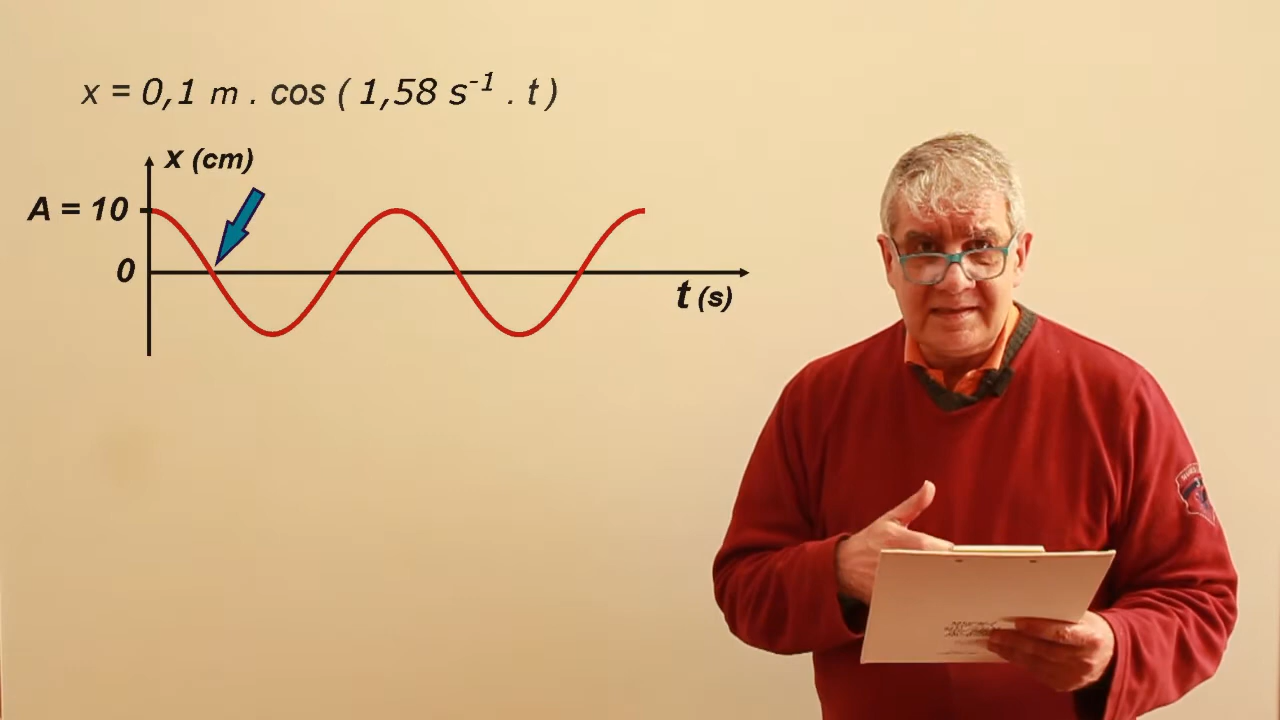 x = 0,1 m . cos ( 1,58 s⁻¹ . t )
x (cm)
A = 10
0
t (s)